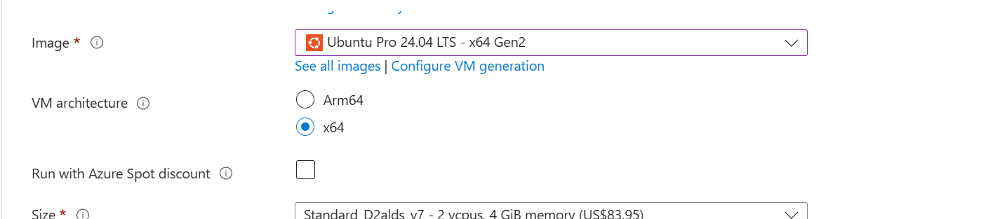 Image *
Ubuntu Pro 24.04 LTS - x64 Gen2
See all images | Configure VM generation
VM architecture
Arm64
x64
Run with Azure Spot discount
Size *
Standard_D2alds_v7 - 2 vcpus, 4 GiB memory (US$83.95)